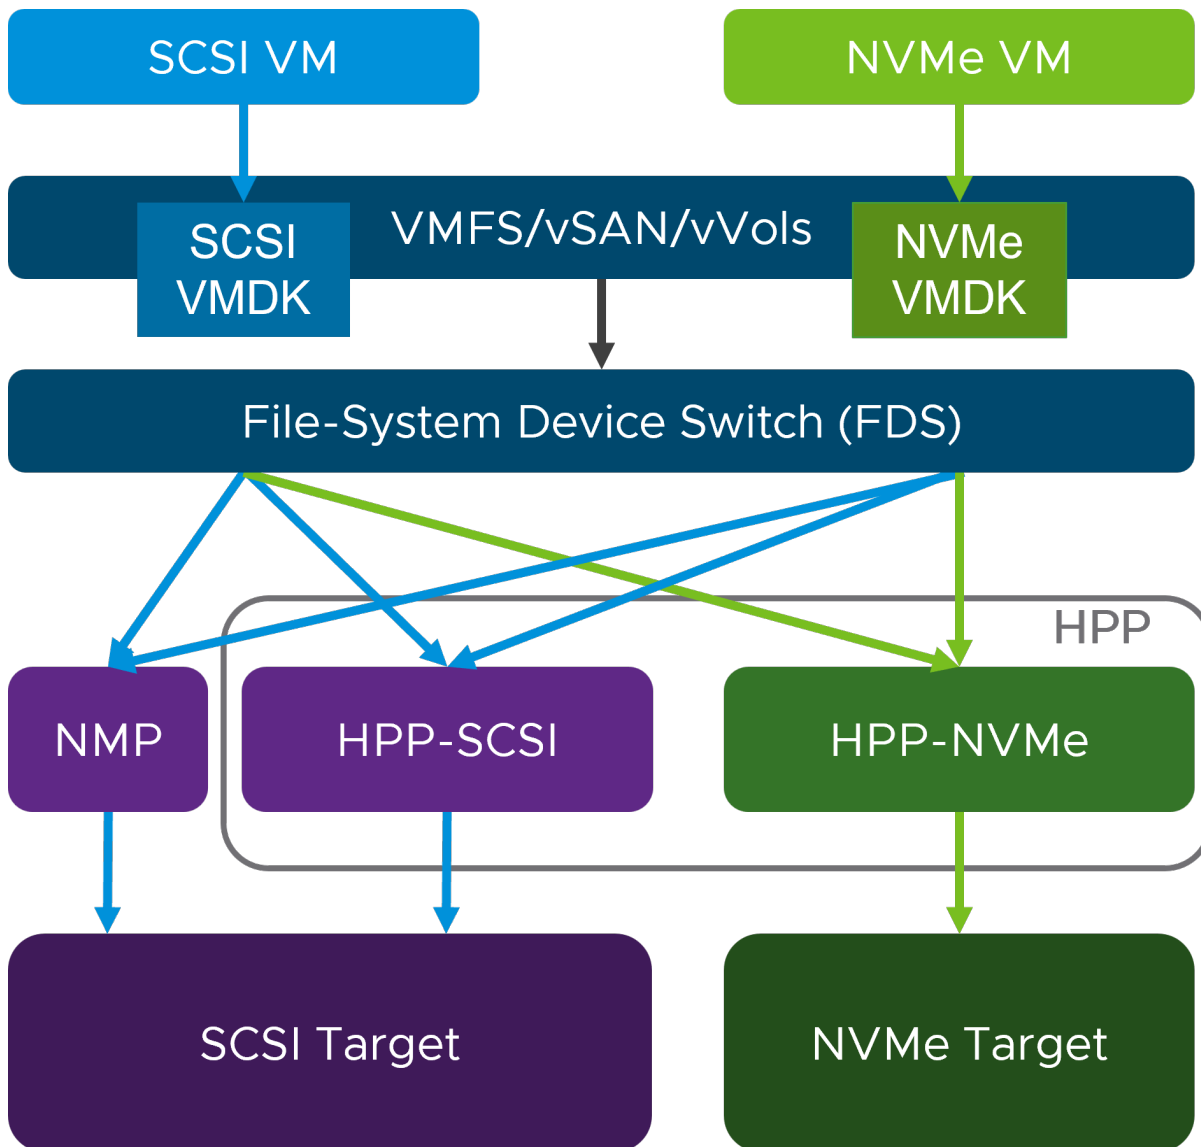 SCSI VM
NVMe VM
VMFS/vSAN/vVols
SCSI
VMDK
NVMe
VMDK
File-System Device Switch (FDS)
HPP
NMP
HPP-SCSI
HPP-NVMe
SCSI Target
NVMe Target